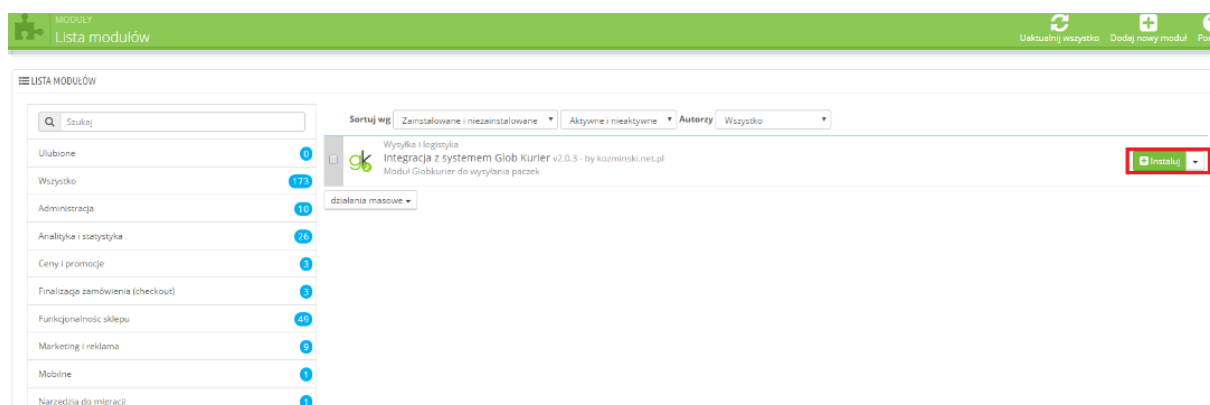 MODUŁY
Lista modułów
Uaktualnij wszystko
Dodaj nowy moduł
LISTA MODUŁÓW
Szukaj
Ulubione 0
Wszystko 173
Administracja 10
Analityka i statystyka 26
Ceny i promocje 3
Finalizacja zamówienia (checkout) 3
Funkcjonalnośc sklepu 49
Marketing i reklama 9
Mobilne 1
Narzędzia do migracji 1
Sortuj wg Zainstalowane i niezainstalowane Aktywne i nieaktywne Autorzy Wszystko
Wysyłka i logistyka
gk Integracja z systemem Glob Kurier v2.0.3 - by kozminski.net.pl
Moduł Globkurier do wysyłania paczek
Instaluj
działania masowe